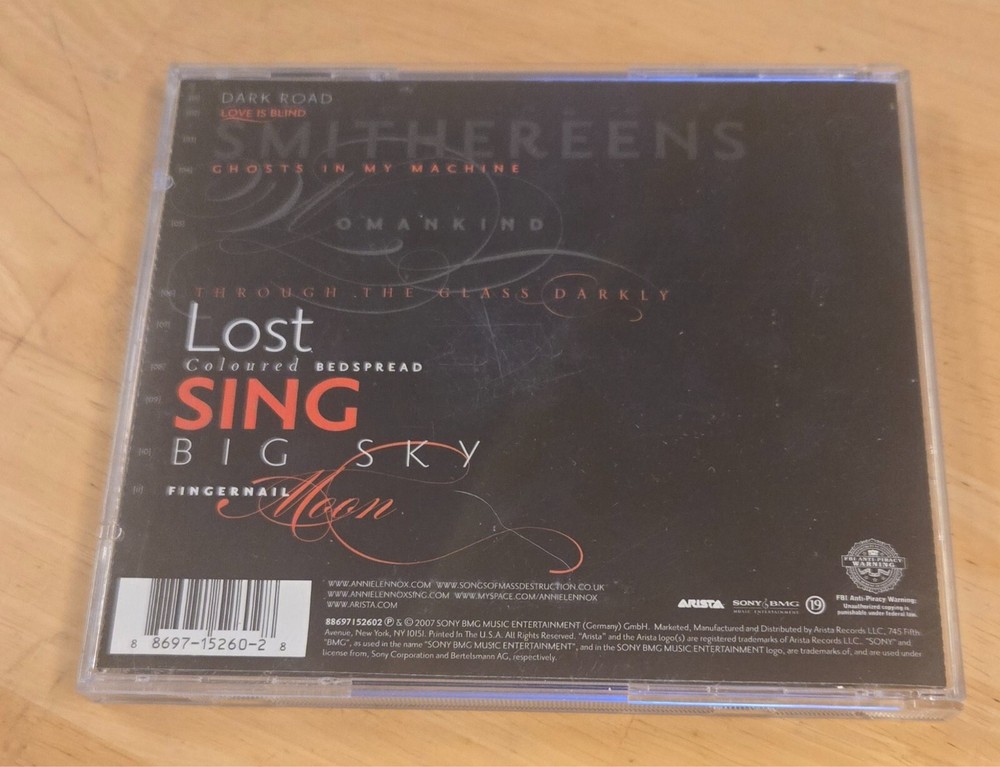 DARK ROAD
LOVE IS BLIND
SMITHEREENS
GHOSTS IN MY MACHINE
WOMANKIND
THROUGH THE GLASS DARKLY
Lost
Coloured BEDSPREAD
SING
BIG SKY
FINGERNAIL Moon
WWW.ANNIELENNOX.COM WWW.SONGSOFMASSDESTRUCTION.CO.UK
WWW.ANNIELENNOXSING.COM WWW.MYSPACE.COM/ANNIELENNOX
WWW.ARISTA.COM
88697152602 Ⓟ & © 2007 SONY BMG MUSIC ENTERTAINMENT (Germany) GmbH. Marketed, Manufactured and Distributed by Arista Records LLC, 745 Fifth
Avenue, New York, NY 10151. Printed In The U.S.A. All Rights Reserved. "Arista" and the Arista logo(s) are registered trademarks of Arista Records LLC. "SONY" and
"BMG", as used in the name "SONY BMG MUSIC ENTERTAINMENT", and in the SONY BMG MUSIC ENTERTAINMENT logo, are trademarks of, and are used under
license from, Sony Corporation and Bertelsmann AG, respectively.
8 8697-15260-2 8
ARISTA SONY BMG 19
MUSIC ENTERTAINMENT
FBI ANTI-PIRACY
WARNING
FBI Anti-Piracy Warning:
Unauthorized copying is
punishable under federal law.